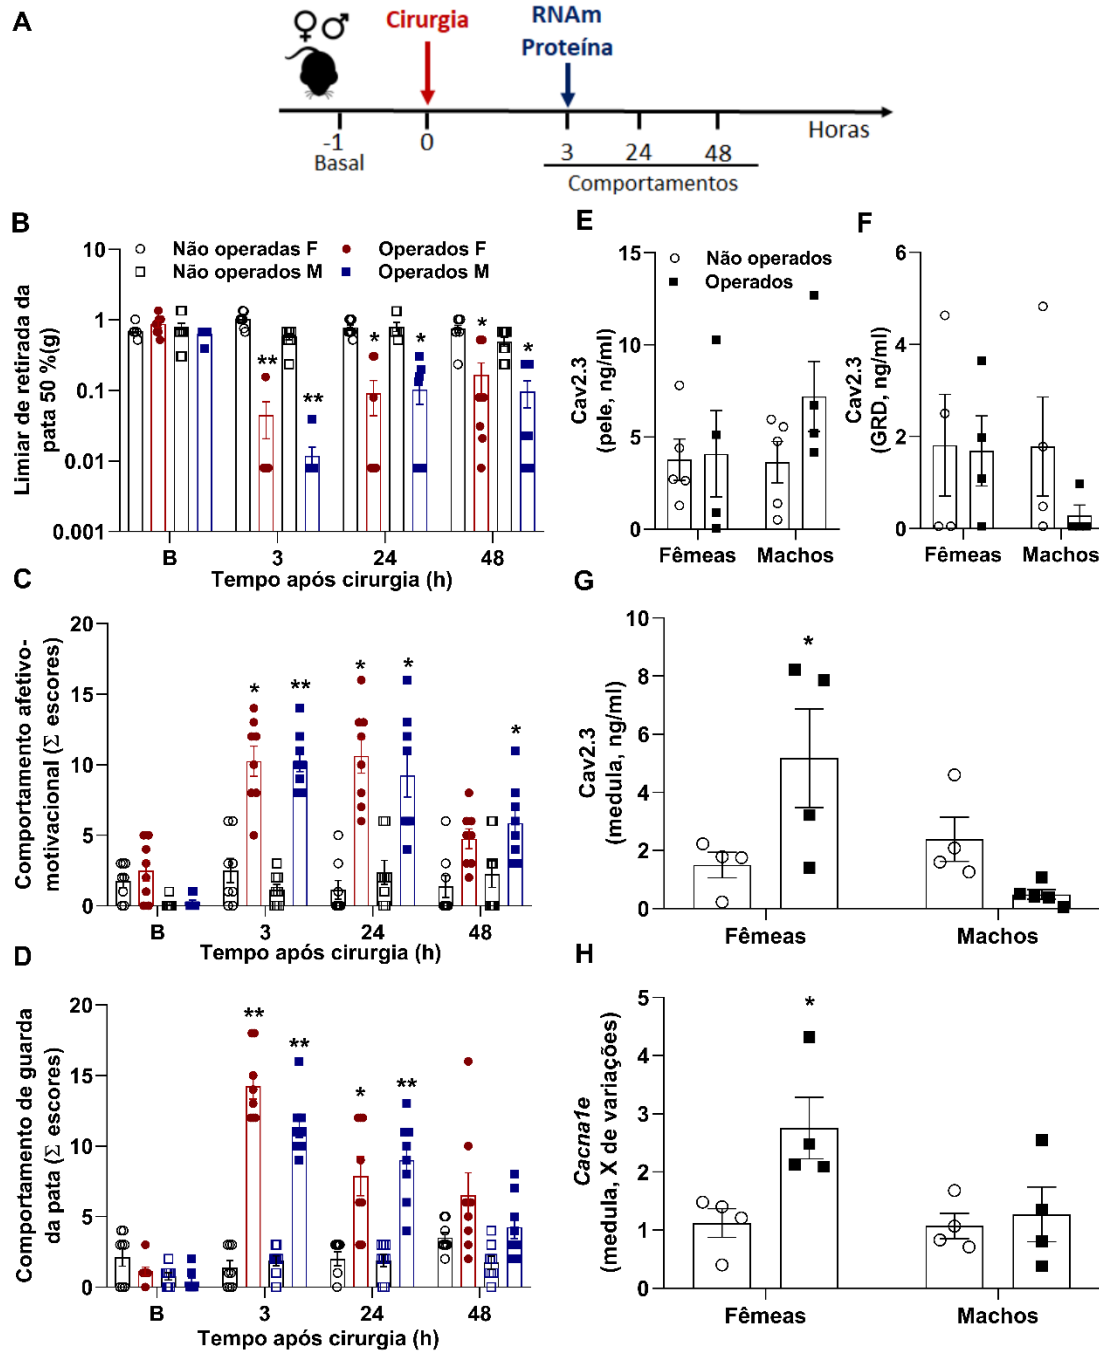 A
♀♂
Cirurgia
RNAm
Proteína
-1
0
3
24
48
Horas
Basal
Comportamentos
B
Não operadas F
Operados F
Não operados M
Operados M
Limiar de retirada da
pata 50 %(g)
10
1
0.1
0.01
0.001
**
**
*
*
*
*
B
3
24
48
Tempo após cirurgia (h)
C
Comportamento afetivo-
motivacional (Σ escores)
20
15
10
5
0
*
**
*
*
*
B
3
24
48
Tempo após cirurgia (h)
D
Comportamento de guarda
da pata (Σ escores)
20
15
10
5
0
**
**
*
**
B
3
24
48
Tempo após cirurgia (h)
E
Não operados
Operados
Cav2.3
(pele, ng/ml)
15
10
5
0
Fêmeas
Machos
F
Cav2.3
(GRD, ng/ml)
6
4
2
0
Fêmeas
Machos
G
Cav2.3
(medula, ng/ml)
10
8
6
4
2
0
*
Fêmeas
Machos
H
Cacna1e
(medula, X de variações)
5
4
3
2
1
0
*
Fêmeas
Machos